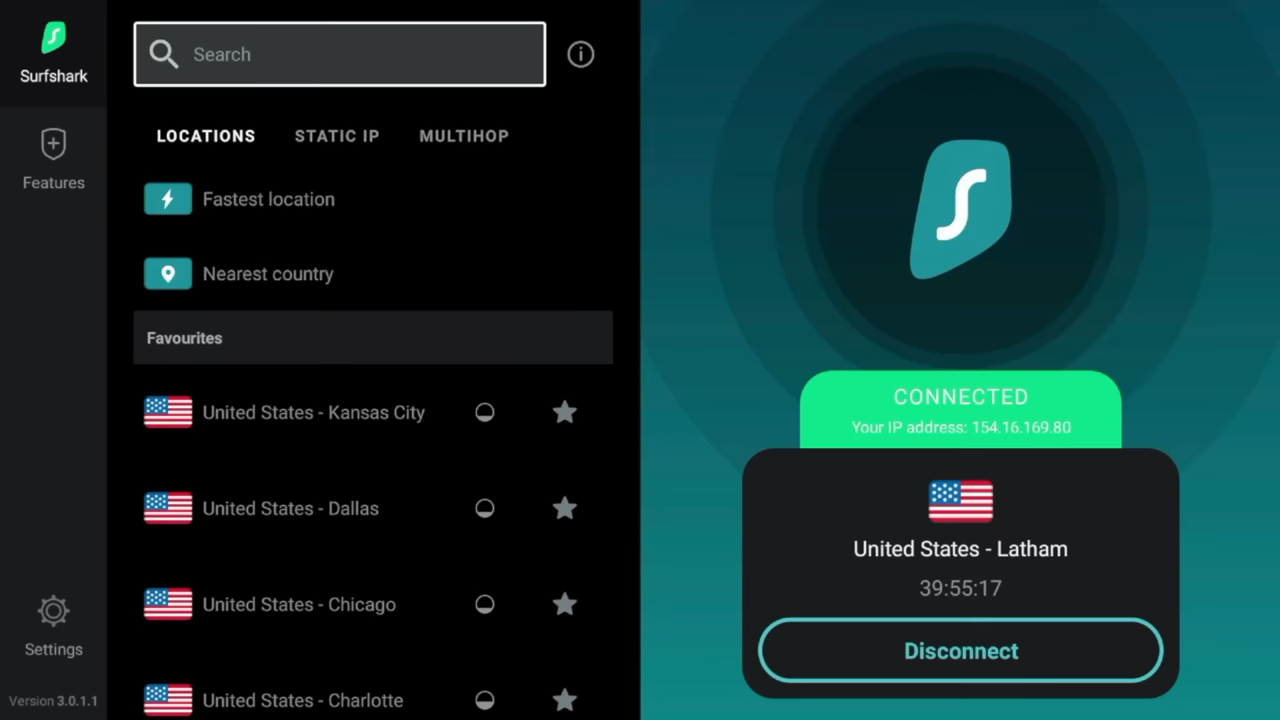 Surfshark
Features
Settings
Version 3.0.1.1
Search
LOCATIONS STATIC IP MULTIHOP
Fastest location
Nearest country
Favourites
United States - Kansas City
United States - Dallas
United States - Chicago
United States - Charlotte
CONNECTED
Your IP address: 154.16.169.80
United States - Latham
39:55:17
Disconnect